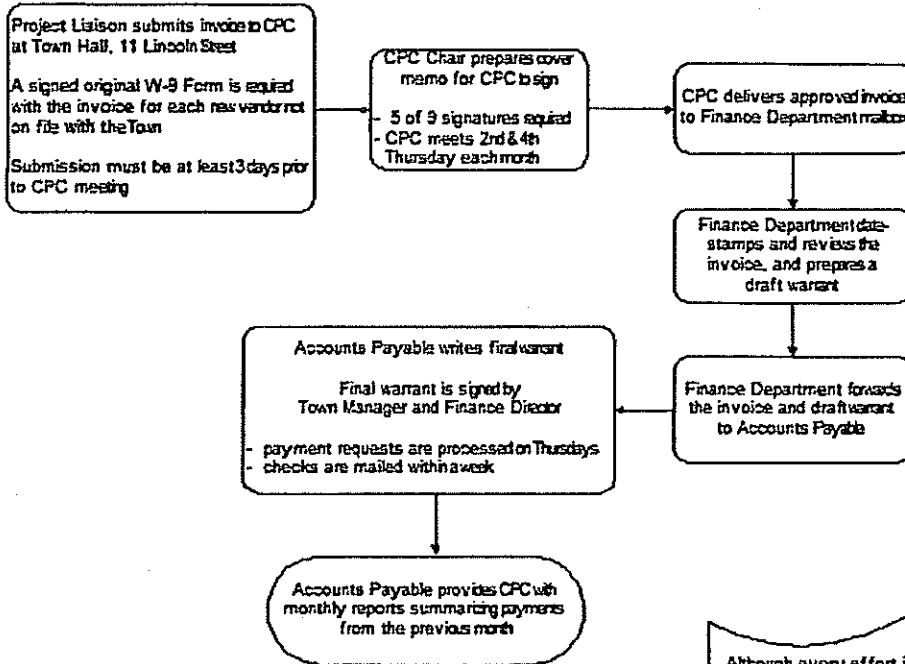 Project Liaison submits invoice to CPC
at Town Hall, 11 Lincoln Street
A signed original W-9 Form is required
with the invoice for each new vendor not
on file with the Town
Submission must be at least 3 days prior
to CPC meeting
CPC Chair prepares cover
memo for CPC to sign
- 5 of 9 signatures required
- CPC meets 2nd & 4th
Thursday each month
CPC delivers approved invoice
to Finance Department mailbox
Finance Department date-
stamps and reviews the
invoice, and prepares a
draft warrant
Finance Department forwards
the invoice and draft warrant
to Accounts Payable
Accounts Payable writes final warrant
Final warrant is signed by
Town Manager and Finance Director
- payment requests are processed on Thursdays
- checks are mailed within a week
Accounts Payable provides CPC with
monthly reports summarizing payments
from the previous month
Although every effort i